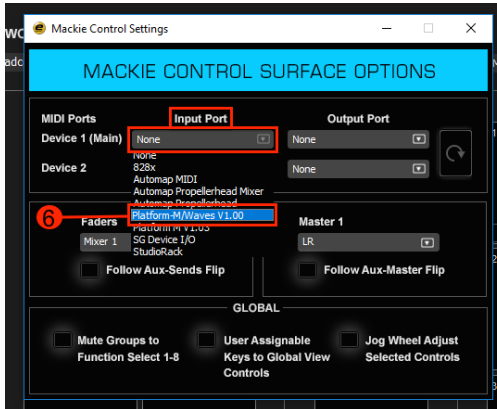 wc
Mackie Control Settings
adc
MACKIE CONTROL SURFACE OPTIONS
MIDI Ports Input Port Output Port
Device 1 (Main) None None
None
828x
Device 2 None
Automap MIDI
Automap Propellerhead Mixer
Automap Propellerhead
6 Platform-M/Waves V1.00
Platform M V1.03
Faders Master 1
SG Device I/O
Mixer 1 LR
StudioRack
Follow Aux-Sends Flip Follow Aux-Master Flip
GLOBAL
Mute Groups to User Assignable Jog Wheel Adjust
Function Select 1-8 Keys to Global View Selected Controls
Controls